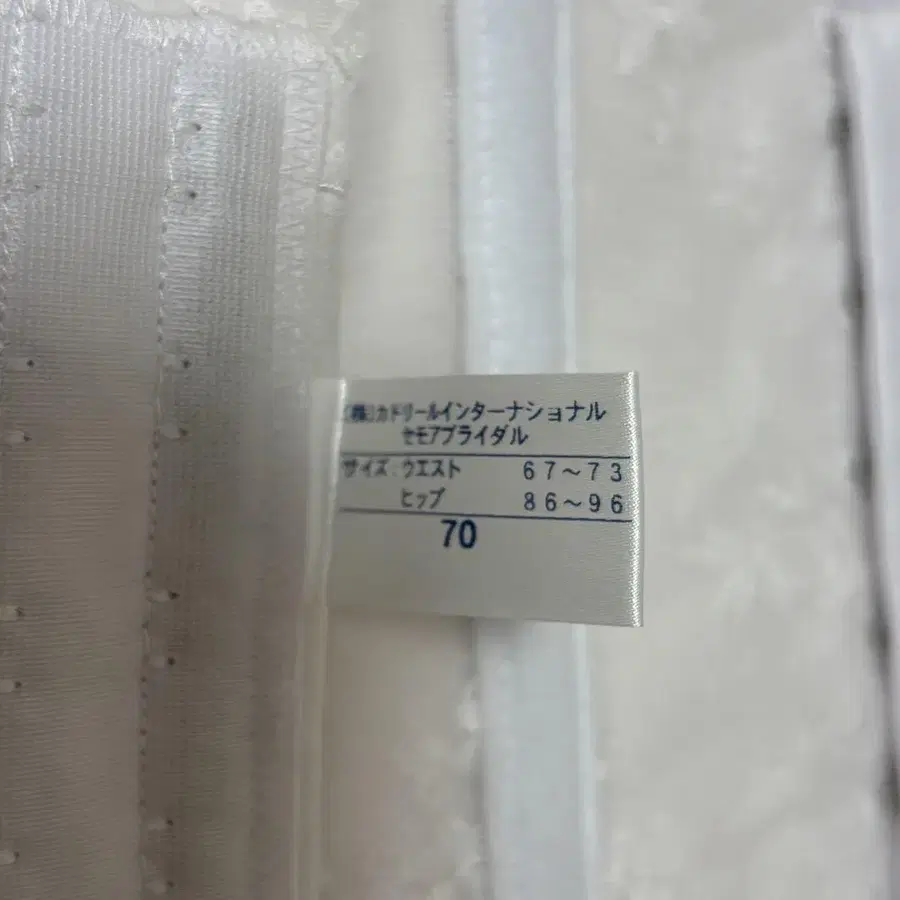 (株)カドリールインターナショナル
セモアブライダル
サイズ:ウエスト 67~73
ヒップ 86~96
70